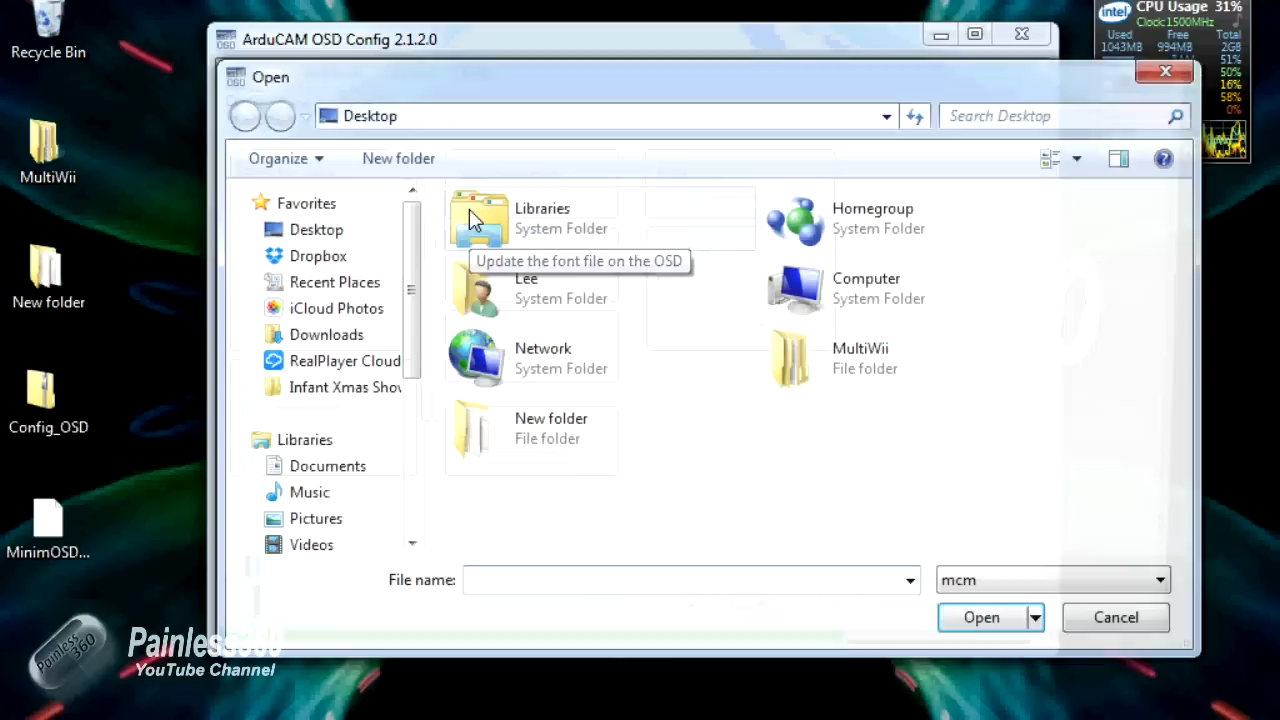 Recycle Bin
MultiWii
New folder
Config_OSD
MinimOSD...
ArduCAM OSD Config 2.1.2.0
intel
CPU Usage 31%
Clock:1500MHz
Used Free Total
1043MB 994MB 2GB
51%
50%
16%
58%
0%
OSD
Open
Desktop
Search Desktop
Organize
New folder
Favorites
Desktop
Dropbox
Recent Places
iCloud Photos
Downloads
RealPlayer Cloud
Infant Xmas Show
Libraries
Documents
Music
Pictures
Videos
Libraries
System Folder
Homegroup
System Folder
Update the font file on the OSD
Lee
System Folder
Computer
System Folder
Network
System Folder
MultiWii
File folder
New folder
File folder
File name:
mcm
Open
Cancel
Painless360
Painless360
YouTube Channel